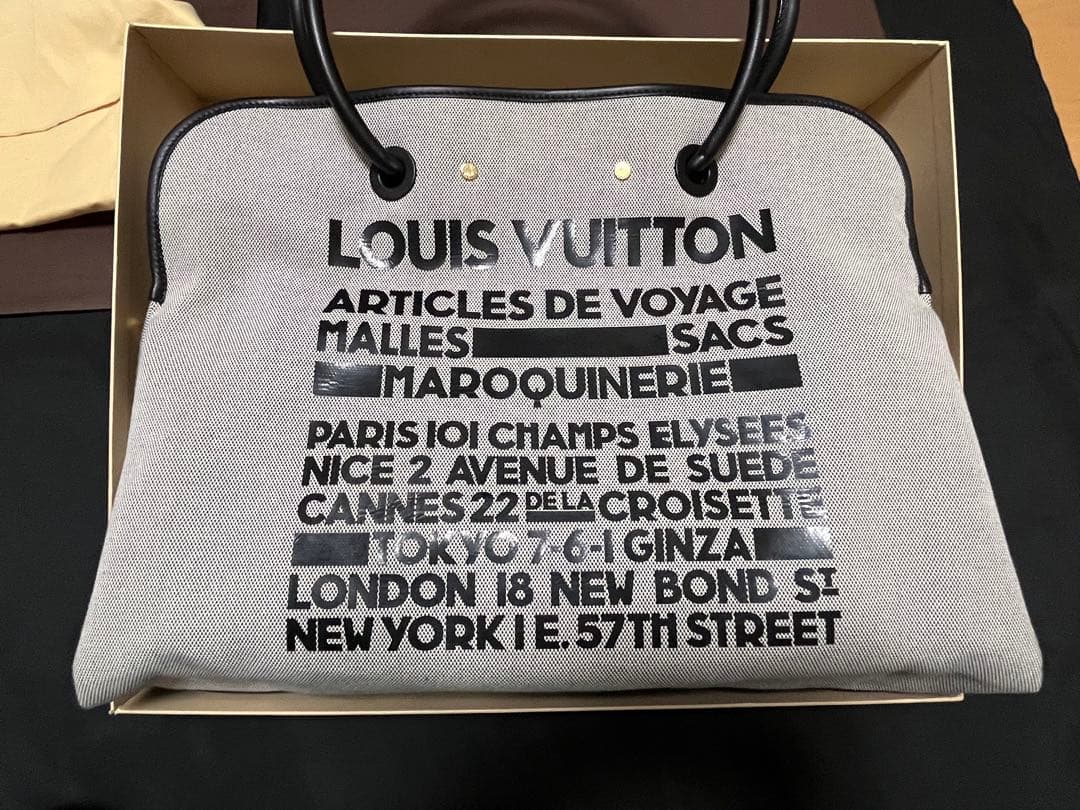 LOUIS VUITTON
ARTICLES DE VOYAGE
MALLES SACS
MAROQUINERIE
PARIS 101 CHAMPS ELYSEES
NICE 2 AVENUE DE SUEDE
CANNES 22 DE LA CROISETTE
TOKYO 7-6-1 GINZA
LONDON 18 NEW BOND ST
NEW YORK 1 E. 57TH STREET